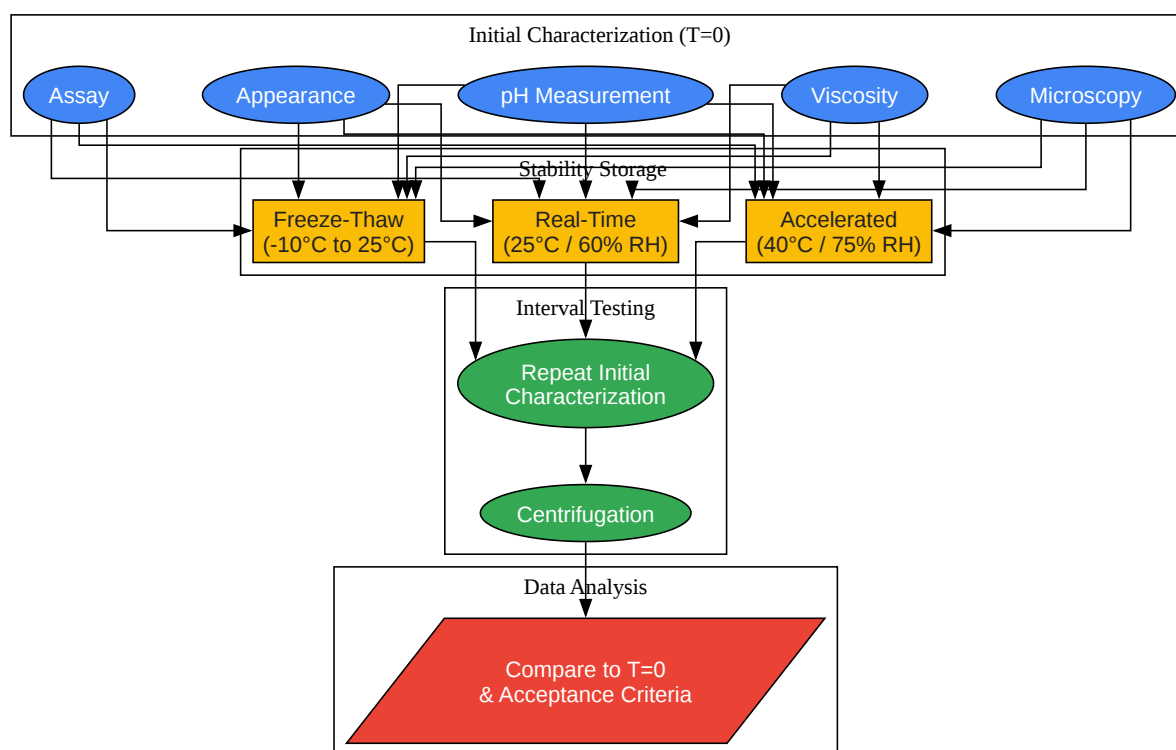 Initial Characterization (T=0)
Assay
Appearance
pH Measurement
Viscosity
Microscopy
Stability Storage
Freeze-Thaw
(-10°C to 25°C)
Real-Time
(25°C / 60% RH)
Accelerated
(40°C / 75% RH)
Interval Testing
Repeat Initial
Characterization
Centrifugation
Data Analysis
Compare to T=0
& Acceptance Criteria